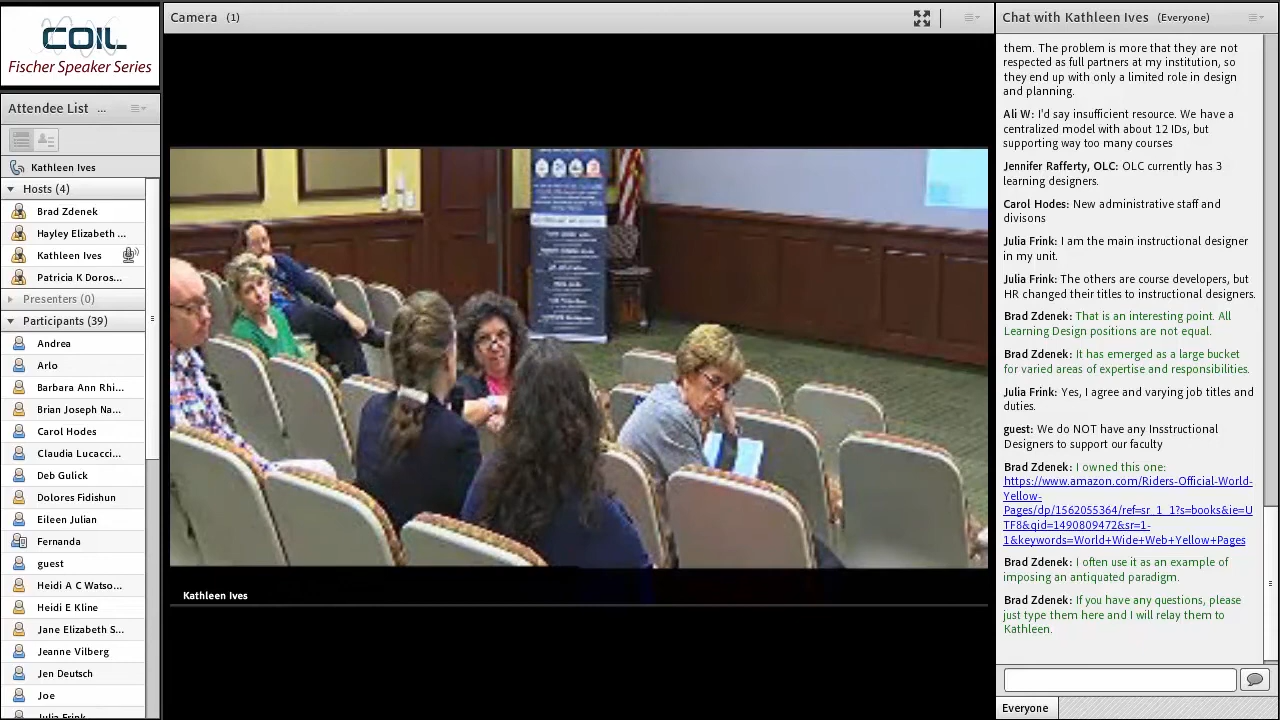 COIL
Fischer Speaker Series
Attendee List ...
Kathleen Ives
Hosts (4)
Brad Zdenek
Hayley Elizabeth ...
Kathleen Ives
Patricia K Doros...
Presenters (0)
Participants (39)
Andrea
Arlo
Barbara Ann Rhi...
Brian Joseph Na...
Carol Hodes
Claudia Lucacci...
Deb Gulick
Dolores Fidishun
Eileen Julian
Fernanda
guest
Heidi A C Watso...
Heidi E Kline
Jane Elizabeth S...
Jeanne Vilberg
Jen Deutsch
Joe
Julia Frink
Camera (1)
Kathleen Ives
Chat with Kathleen Ives (Everyone)
them. The problem is more that they are not
respected as full partners at my institution, so
they end up with only a limited role in design
and planning.
Ali W: I'd say insufficient resource. We have a
centralized model with about 5 IDs, but
supporting way too many courses
Jennifer Rafferty, OLC: OLC currently has 3
learning designers
Carol Hodes: New administrative staff and
divisions
Julia Frink: I am the only instructional designer
in my unit.
guest: Others are course developers, but
changed their titles to instructional designers
Brad Zdenek: That is an interesting point. All
Learning Design positions are not equal.
Brad Zdenek: It has emerged as a large bucket
for varied areas of expertise and responsibilities.
Julia Frink: Yes, I agree and varying job titles and
duties.
guest: We do NOT have any Insstructional
Designers to support our faculty
Brad Zdenek: I owned this one:
https://www.amazon.com/Riders-Official-World-
Yellow-
Pages/dp/1562055364/ref=sr_1_1?s=books&ie=U
TF8&qid=1490809472&sr=1-
1&keywords=World+Wide+Web+Yellow+Pages
Brad Zdenek: I often use it as an example of
imposing an antiquated paradigm.
Brad Zdenek: If you have any questions, please
just type them here and I will relay them to
Kathleen.
Everyone